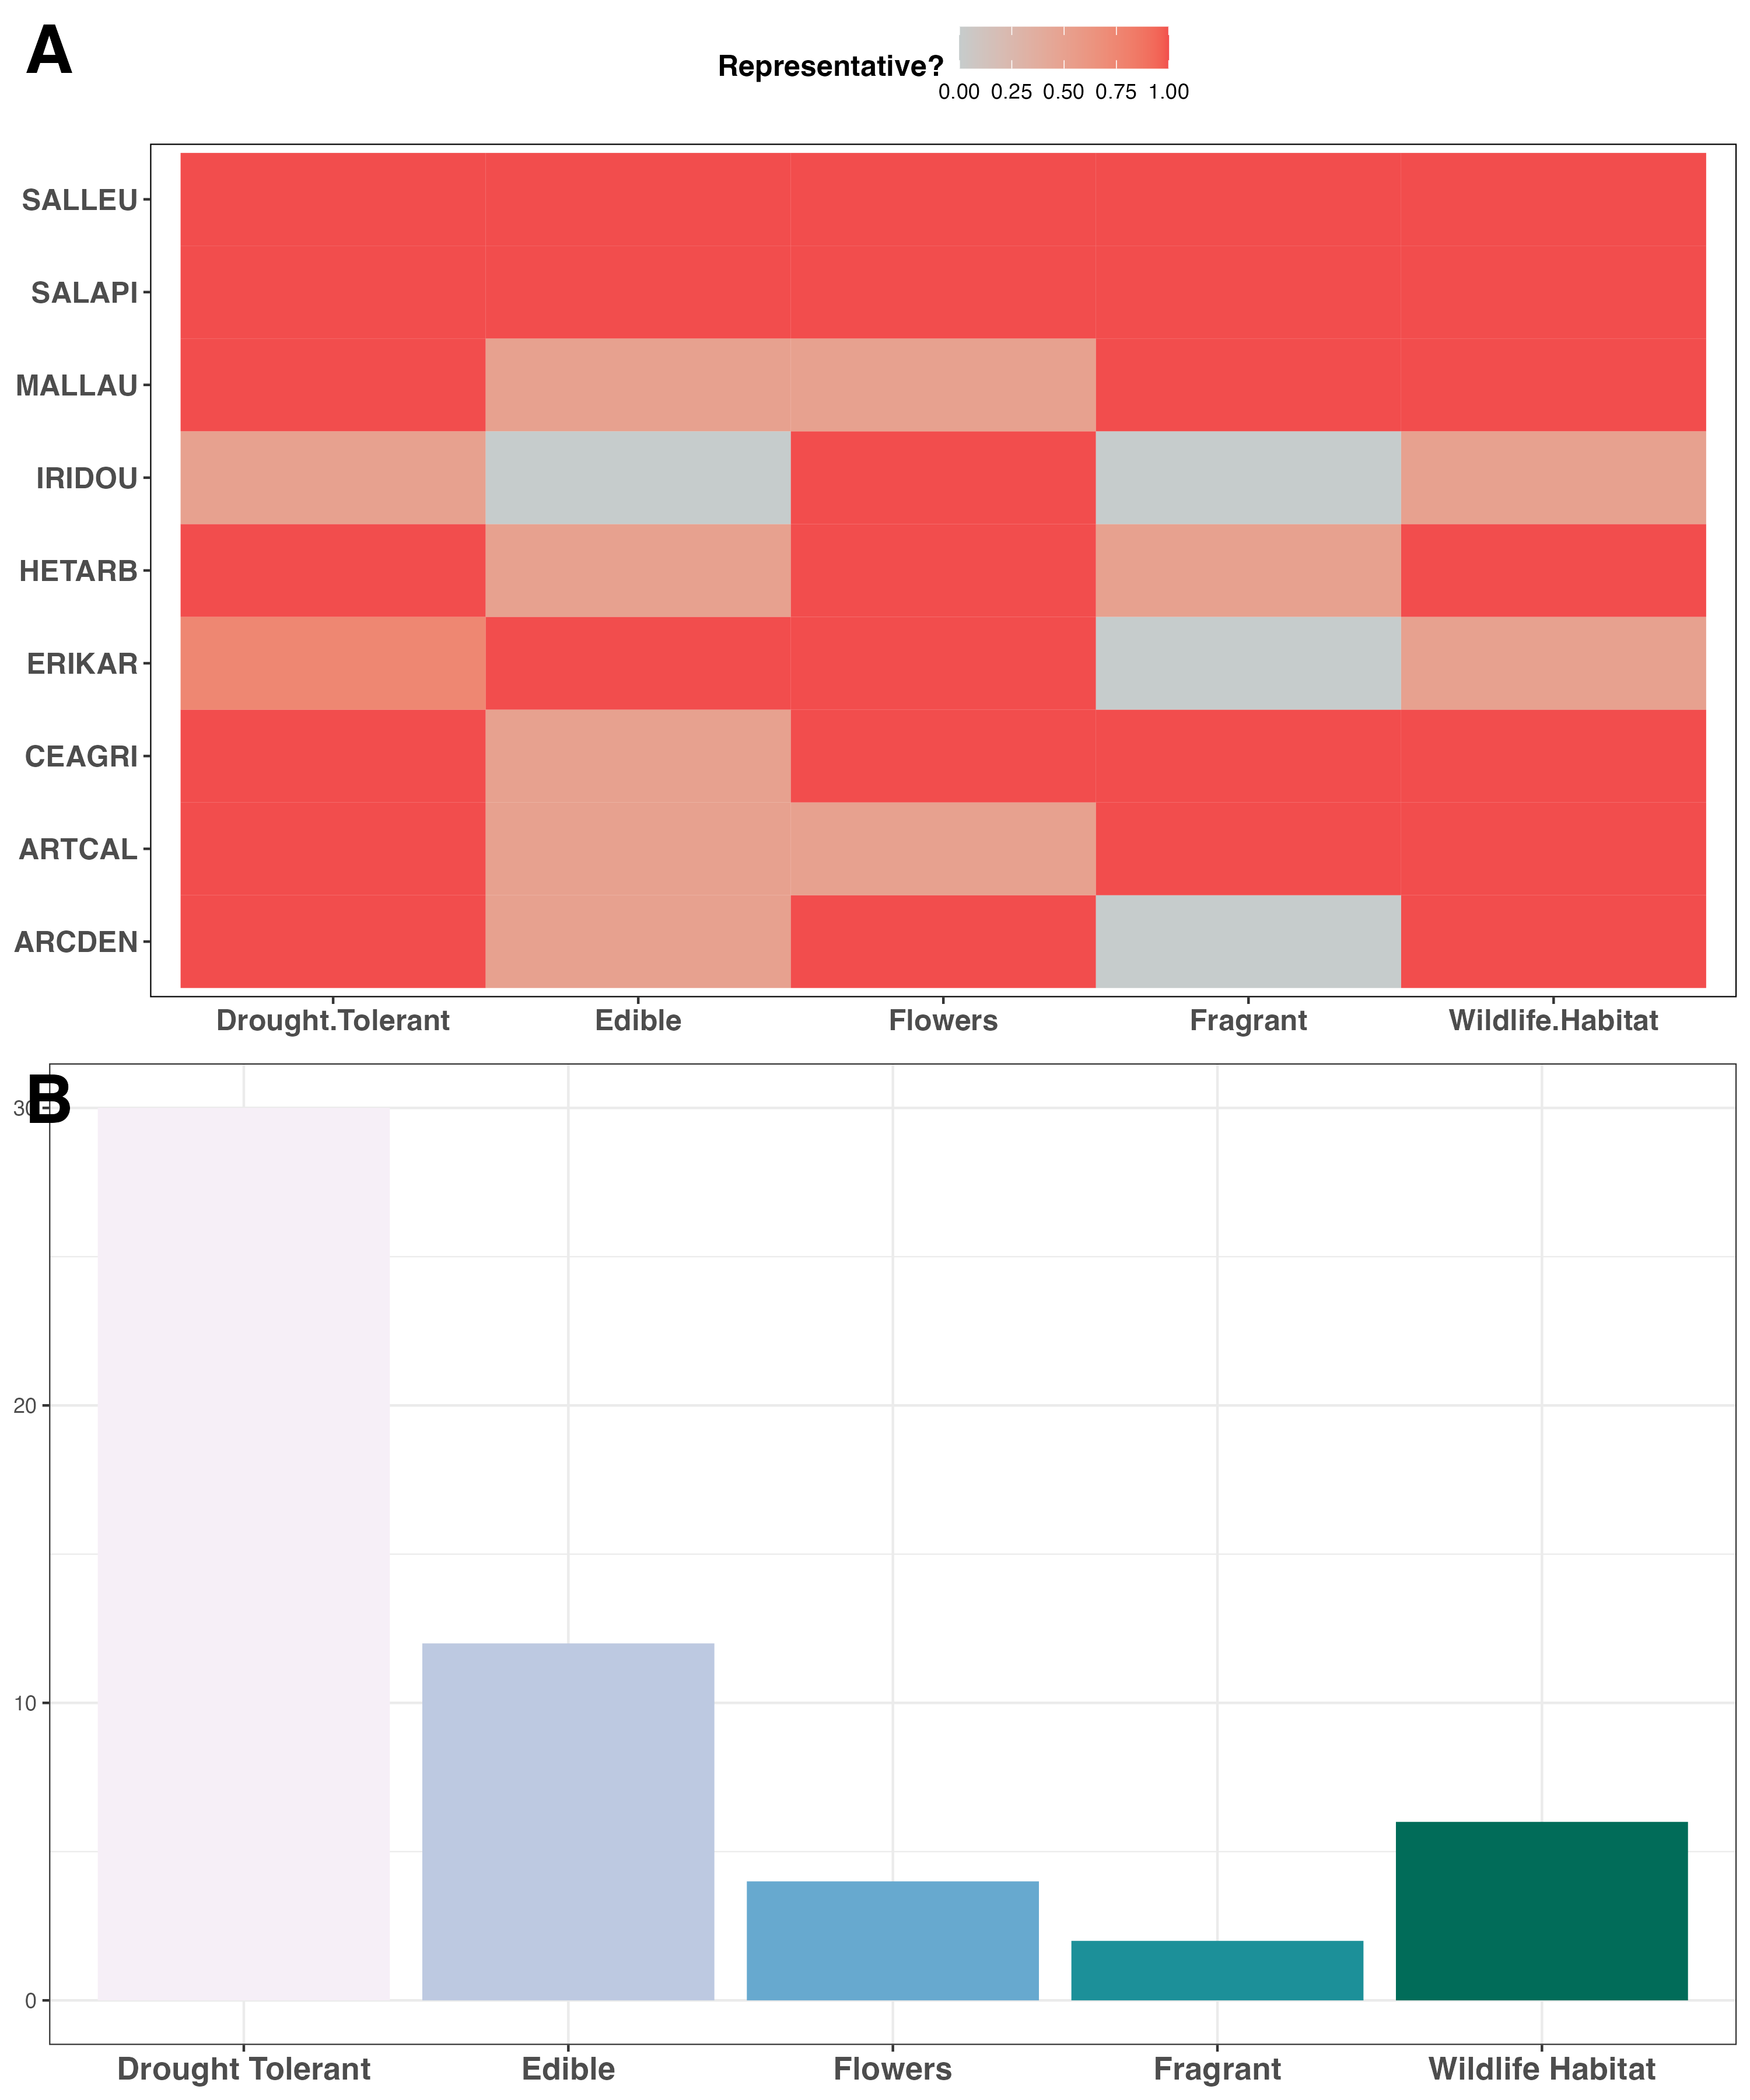 A
Representative?
0.00 0.25 0.50 0.75 1.00
SALLEU
SALAPI
MALLAU
IRIDOU
HETARB
ERIKAR
CEAGRI
ARTCAL
ARCDEN
Drought.Tolerant Edible Flowers Fragrant Wildlife.Habitat
B
30
20
10
0
Drought Tolerant Edible Flowers Fragrant Wildlife Habitat